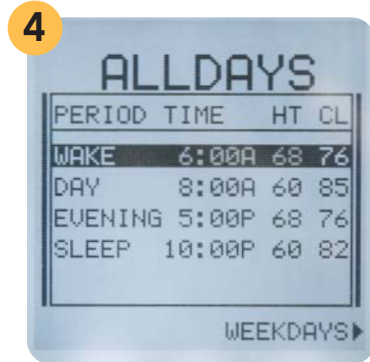 4
ALLDAYS
PERIOD TIME HT CL
WAKE 6:00A 68 76
DAY 8:00A 60 85
EVENING 5:00P 68 76
SLEEP 10:00P 60 82
WEEKDAYS